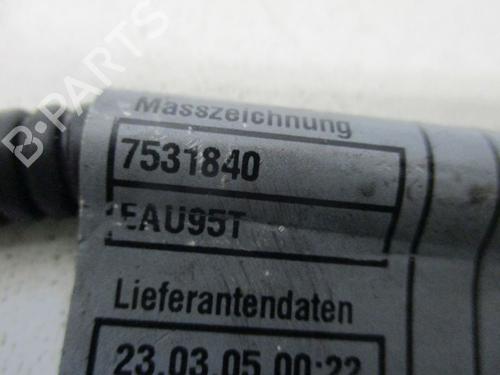 B-PARTS
Masszeichnung
7531840
EAU95T
Lieferantendaten
23.03.05 00:22